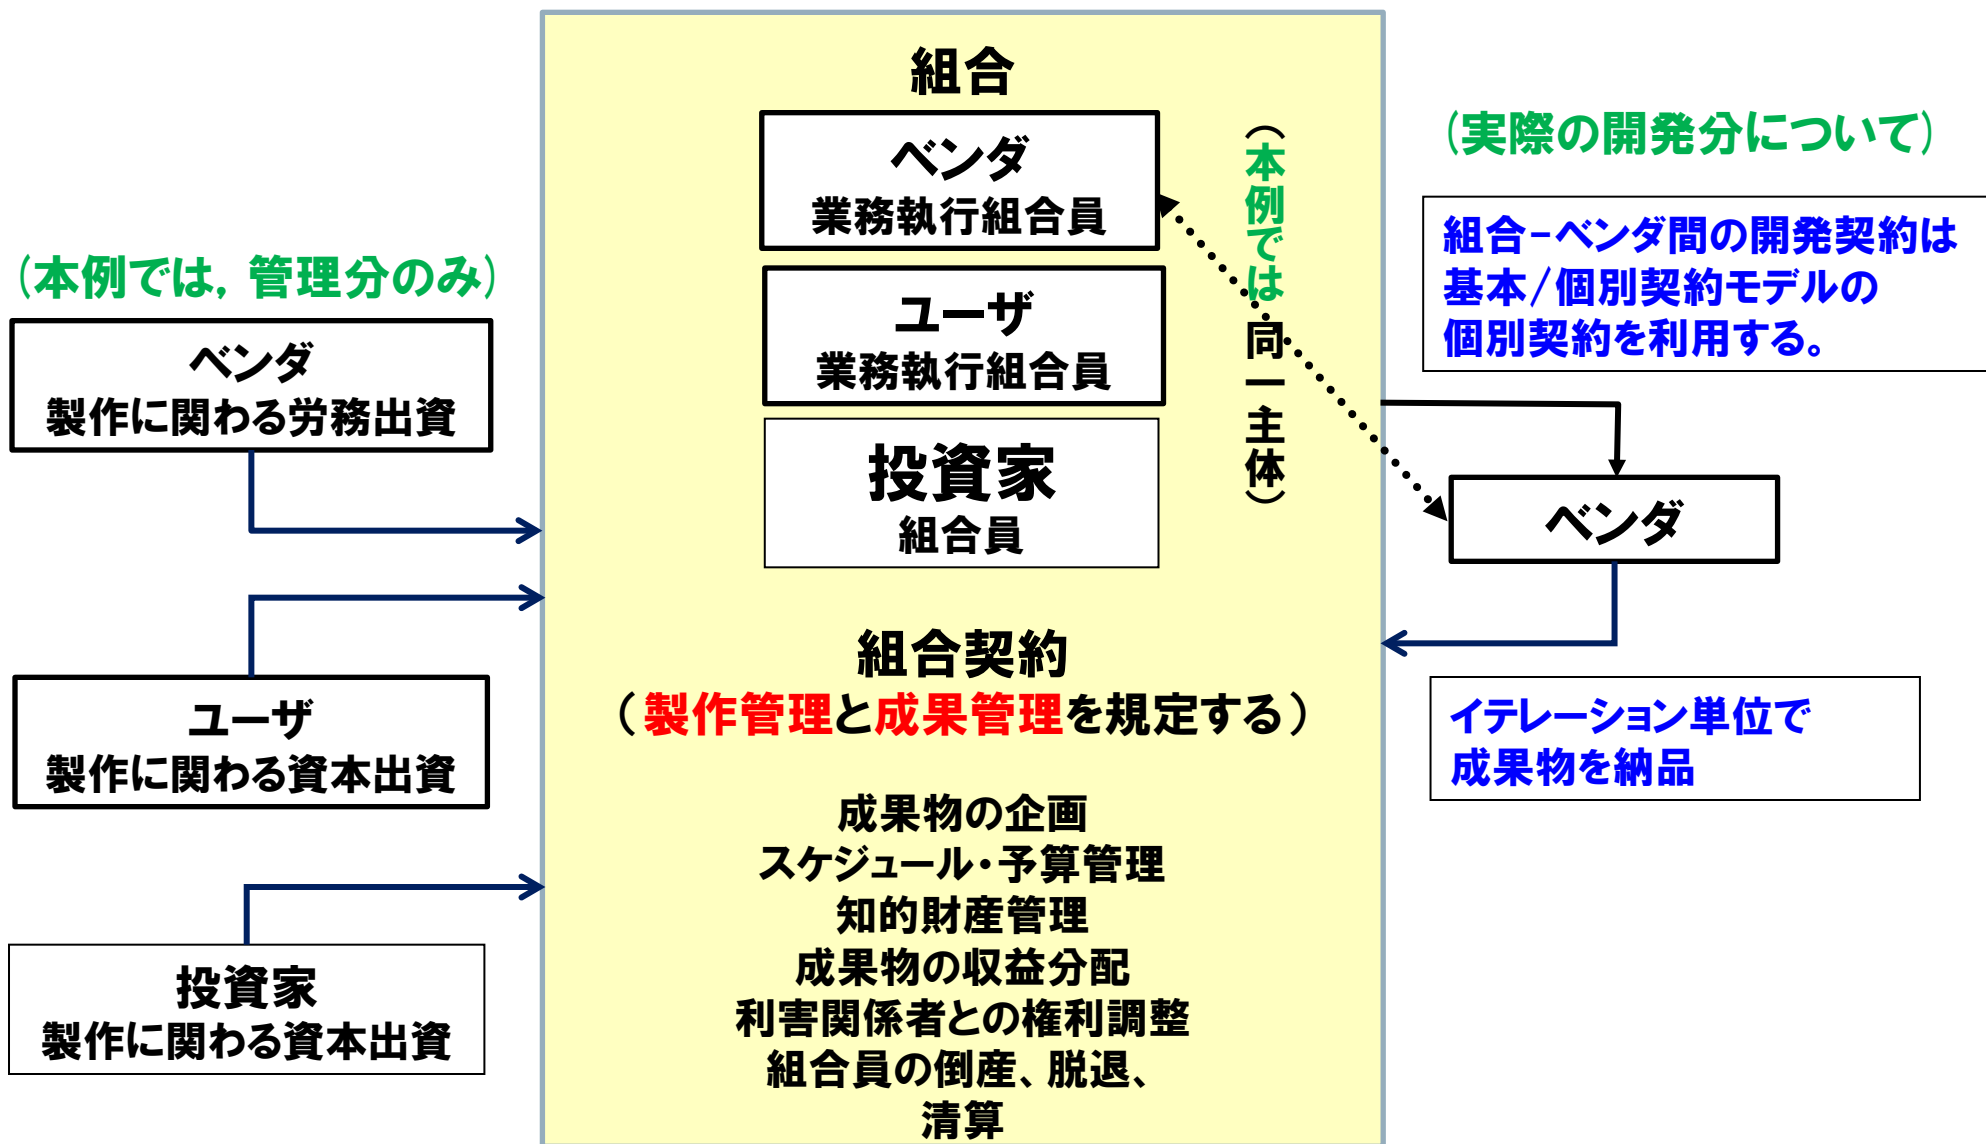 (本例では，管理分のみ)
ベンダ
製作に関わる労務出資
ユーザ
製作に関わる資本出資
投資家
製作に関わる資本出資
組合
ベンダ
業務執行組合員
ユーザ
業務執行組合員
投資家
組合員
(本例では 同一主体)
組合契約
（製作管理と成果管理を規定する）
成果物の企画
スケジュール・予算管理
知的財産管理
成果物の収益分配
利害関係者との権利調整
組合員の倒産、脱退、
清算
(実際の開発分について)
組合-ベンダ間の開発契約は
基本/個別契約モデルの
個別契約を利用する。
ベンダ
イテレーション単位で
成果物を納品